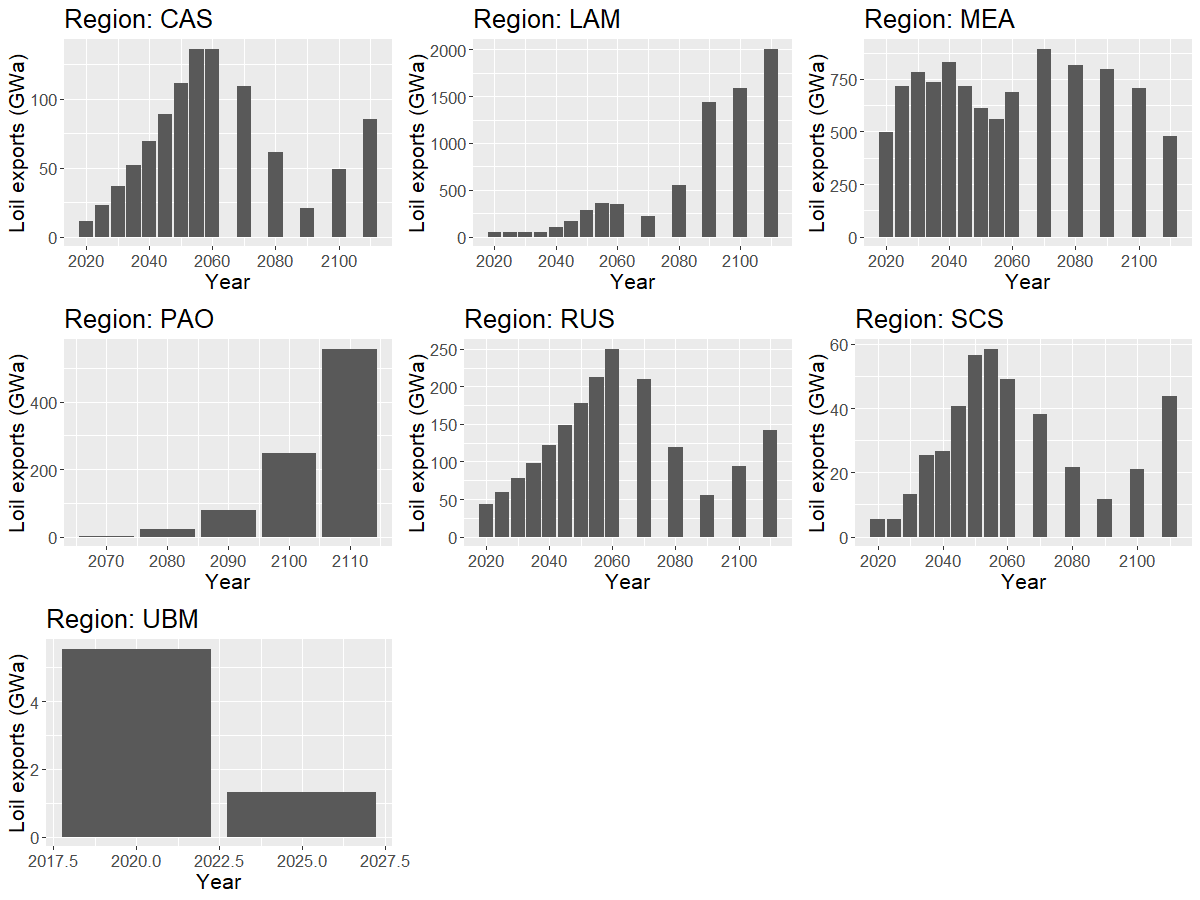 Region: CAS
Loil exports (GWa)
100
50
0
2020 2040 2060 2080 2100
Year
Region: LAM
Loil exports (GWa)
2000
1500
1000
500
0
2020 2040 2060 2080 2100
Year
Region: MEA
Loil exports (GWa)
750
500
250
0
2020 2040 2060 2080 2100
Year
Region: PAO
Loil exports (GWa)
400
200
0
2070 2080 2090 2100 2110
Year
Region: RUS
Loil exports (GWa)
250
200
150
100
50
0
2020 2040 2060 2080 2100
Year
Region: SCS
Loil exports (GWa)
60
40
20
0
2020 2040 2060 2080 2100
Year
Region: UBM
Loil exports (GWa)
4
2
0
2017.5 2020.0 2022.5 2025.0 2027.5
Year